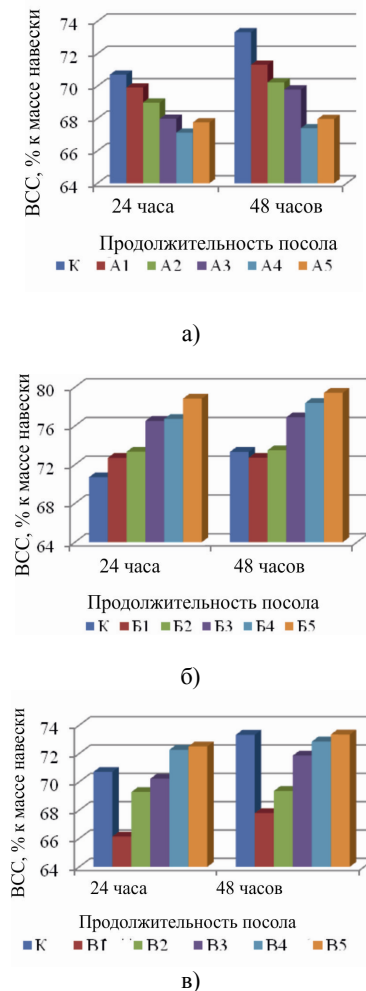 ВСС, % к массе навески
74
72
70
68
66
64
24 часа 48 часов
Продолжительность посола
К А1 А2 А3 А4 А5
а)
ВСС, % к массе навески
80
76
72
68
64
24 часа 48 часов
Продолжительность посола
К Б1 Б2 Б3 Б4 Б5
б)
ВСС, % к массе навески
74
72
70
68
66
64
24 часа 48 часов
Продолжительность посола
К В1 В2 В3 В4 В5
в)